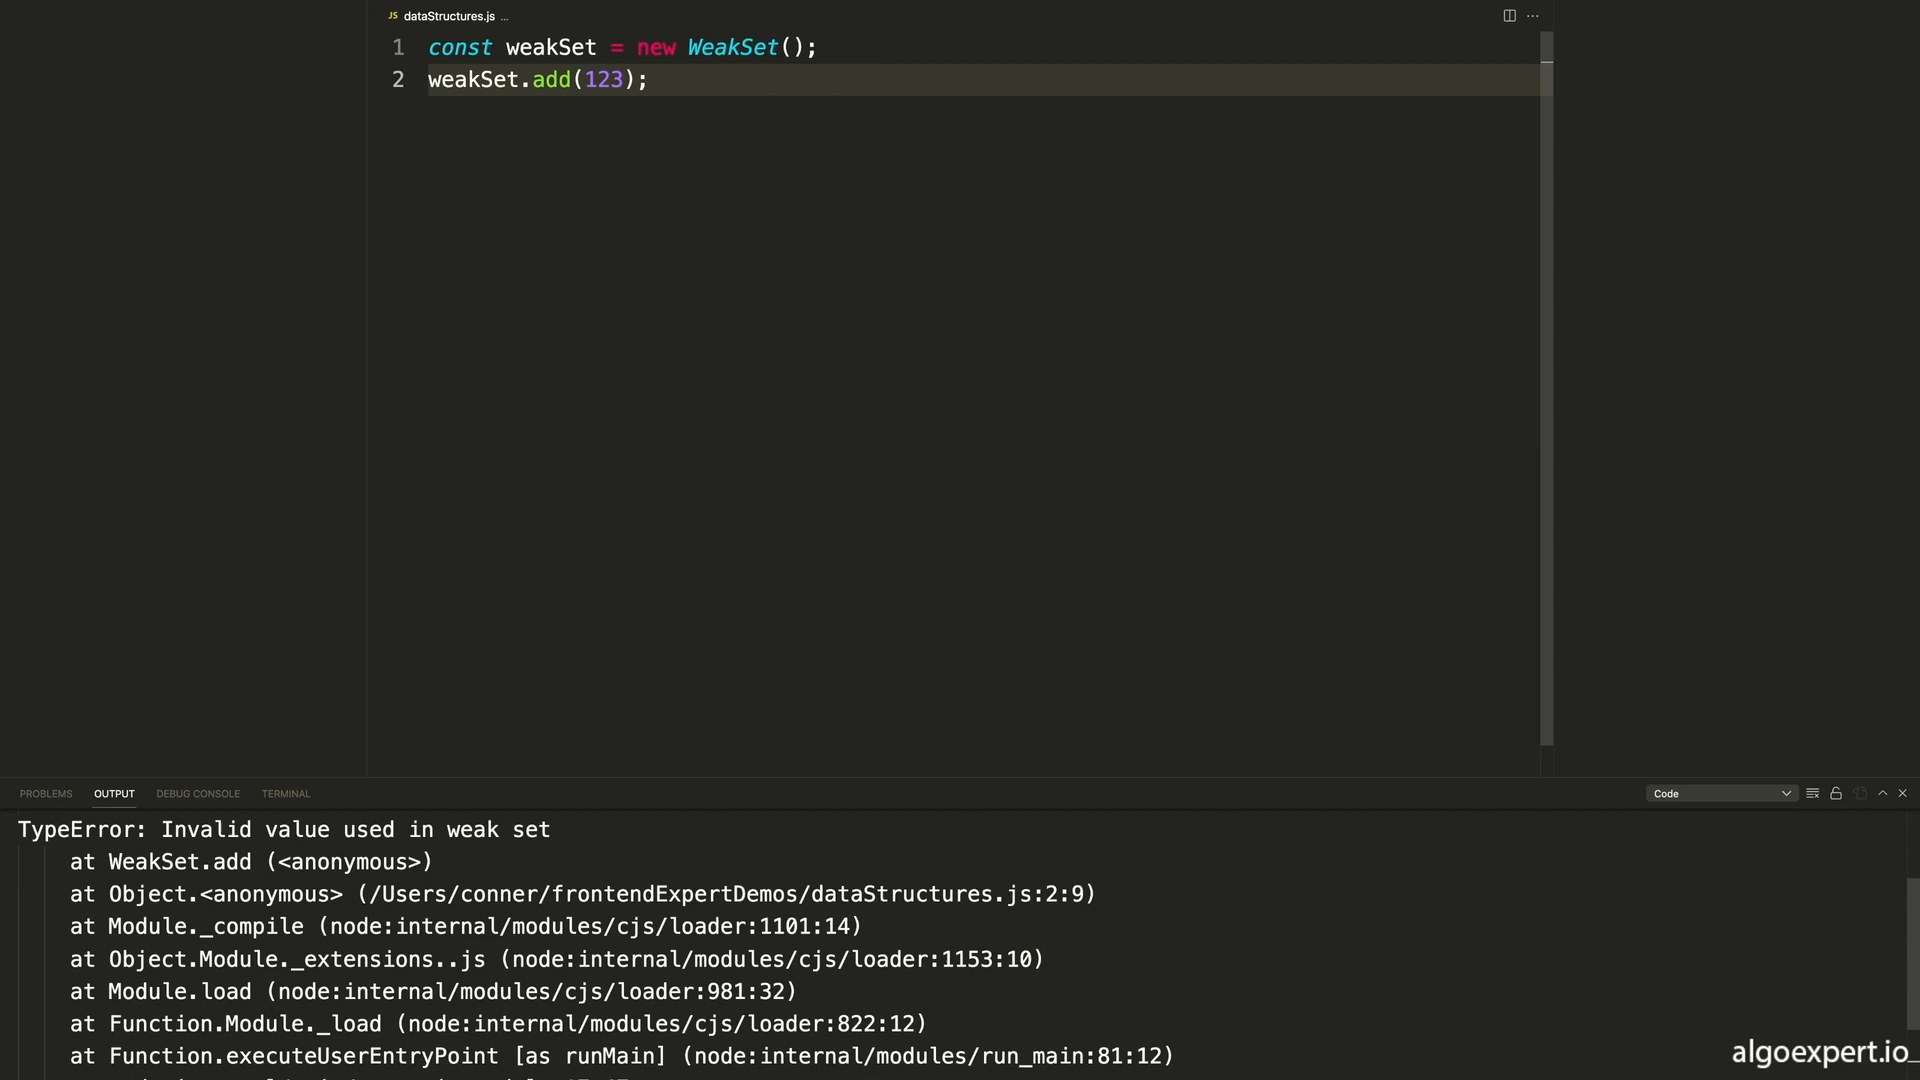 JS dataStructures.js ...
1 const weakSet = new WeakSet();
2 weakSet.add(123);
PROBLEMS OUTPUT DEBUG CONSOLE TERMINAL Code
TypeError: Invalid value used in weak set
at WeakSet.add (<anonymous>)
at Object.<anonymous> (/Users/conner/frontendExpertDemos/dataStructures.js:2:9)
at Module._compile (node:internal/modules/cjs/loader:1101:14)
at Object.Module._extensions..js (node:internal/modules/cjs/loader:1153:10)
at Module.load (node:internal/modules/cjs/loader:981:32)
at Function.Module._load (node:internal/modules/cjs/loader:822:12)
at Function.executeUserEntryPoint [as runMain] (node:internal/modules/run_main:81:12)
algoexpert.io